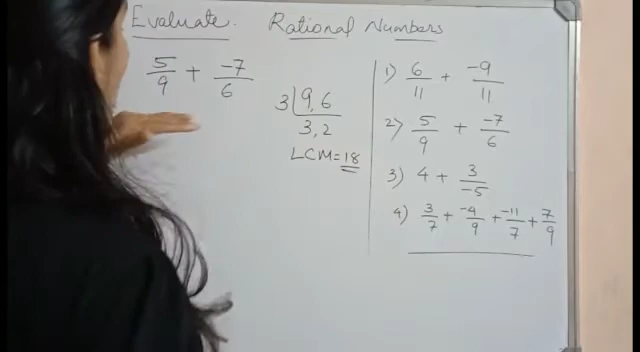 Evaluate. Rational Numbers
5/9 + -7/6
3 | 9, 6
3, 2
LCM = 18
1) 6/11 + -9/11
2) 5/9 + -7/6
3) 4 + 3/-5
4) 3/7 + -4/9 + -11/7 + 7/9